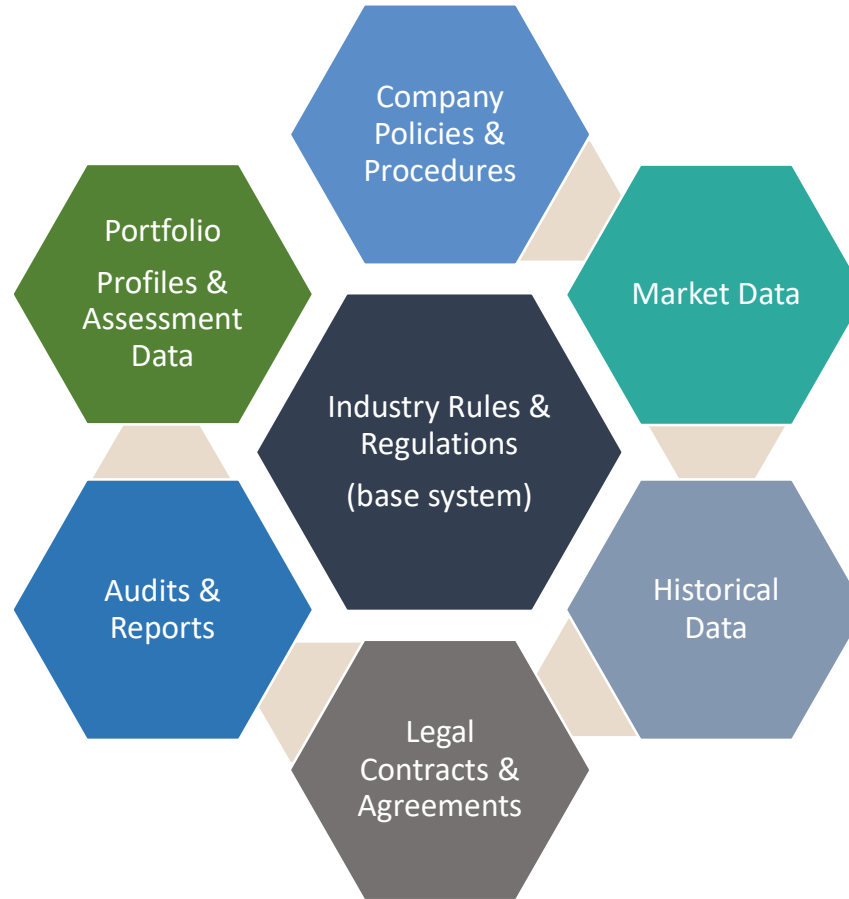 Company
Policies &
Procedures
Portfolio
Profiles &
Assessment
Data
Market Data
Industry Rules &
Regulations
(base system)
Audits &
Reports
Historical
Data
Legal
Contracts &
Agreements